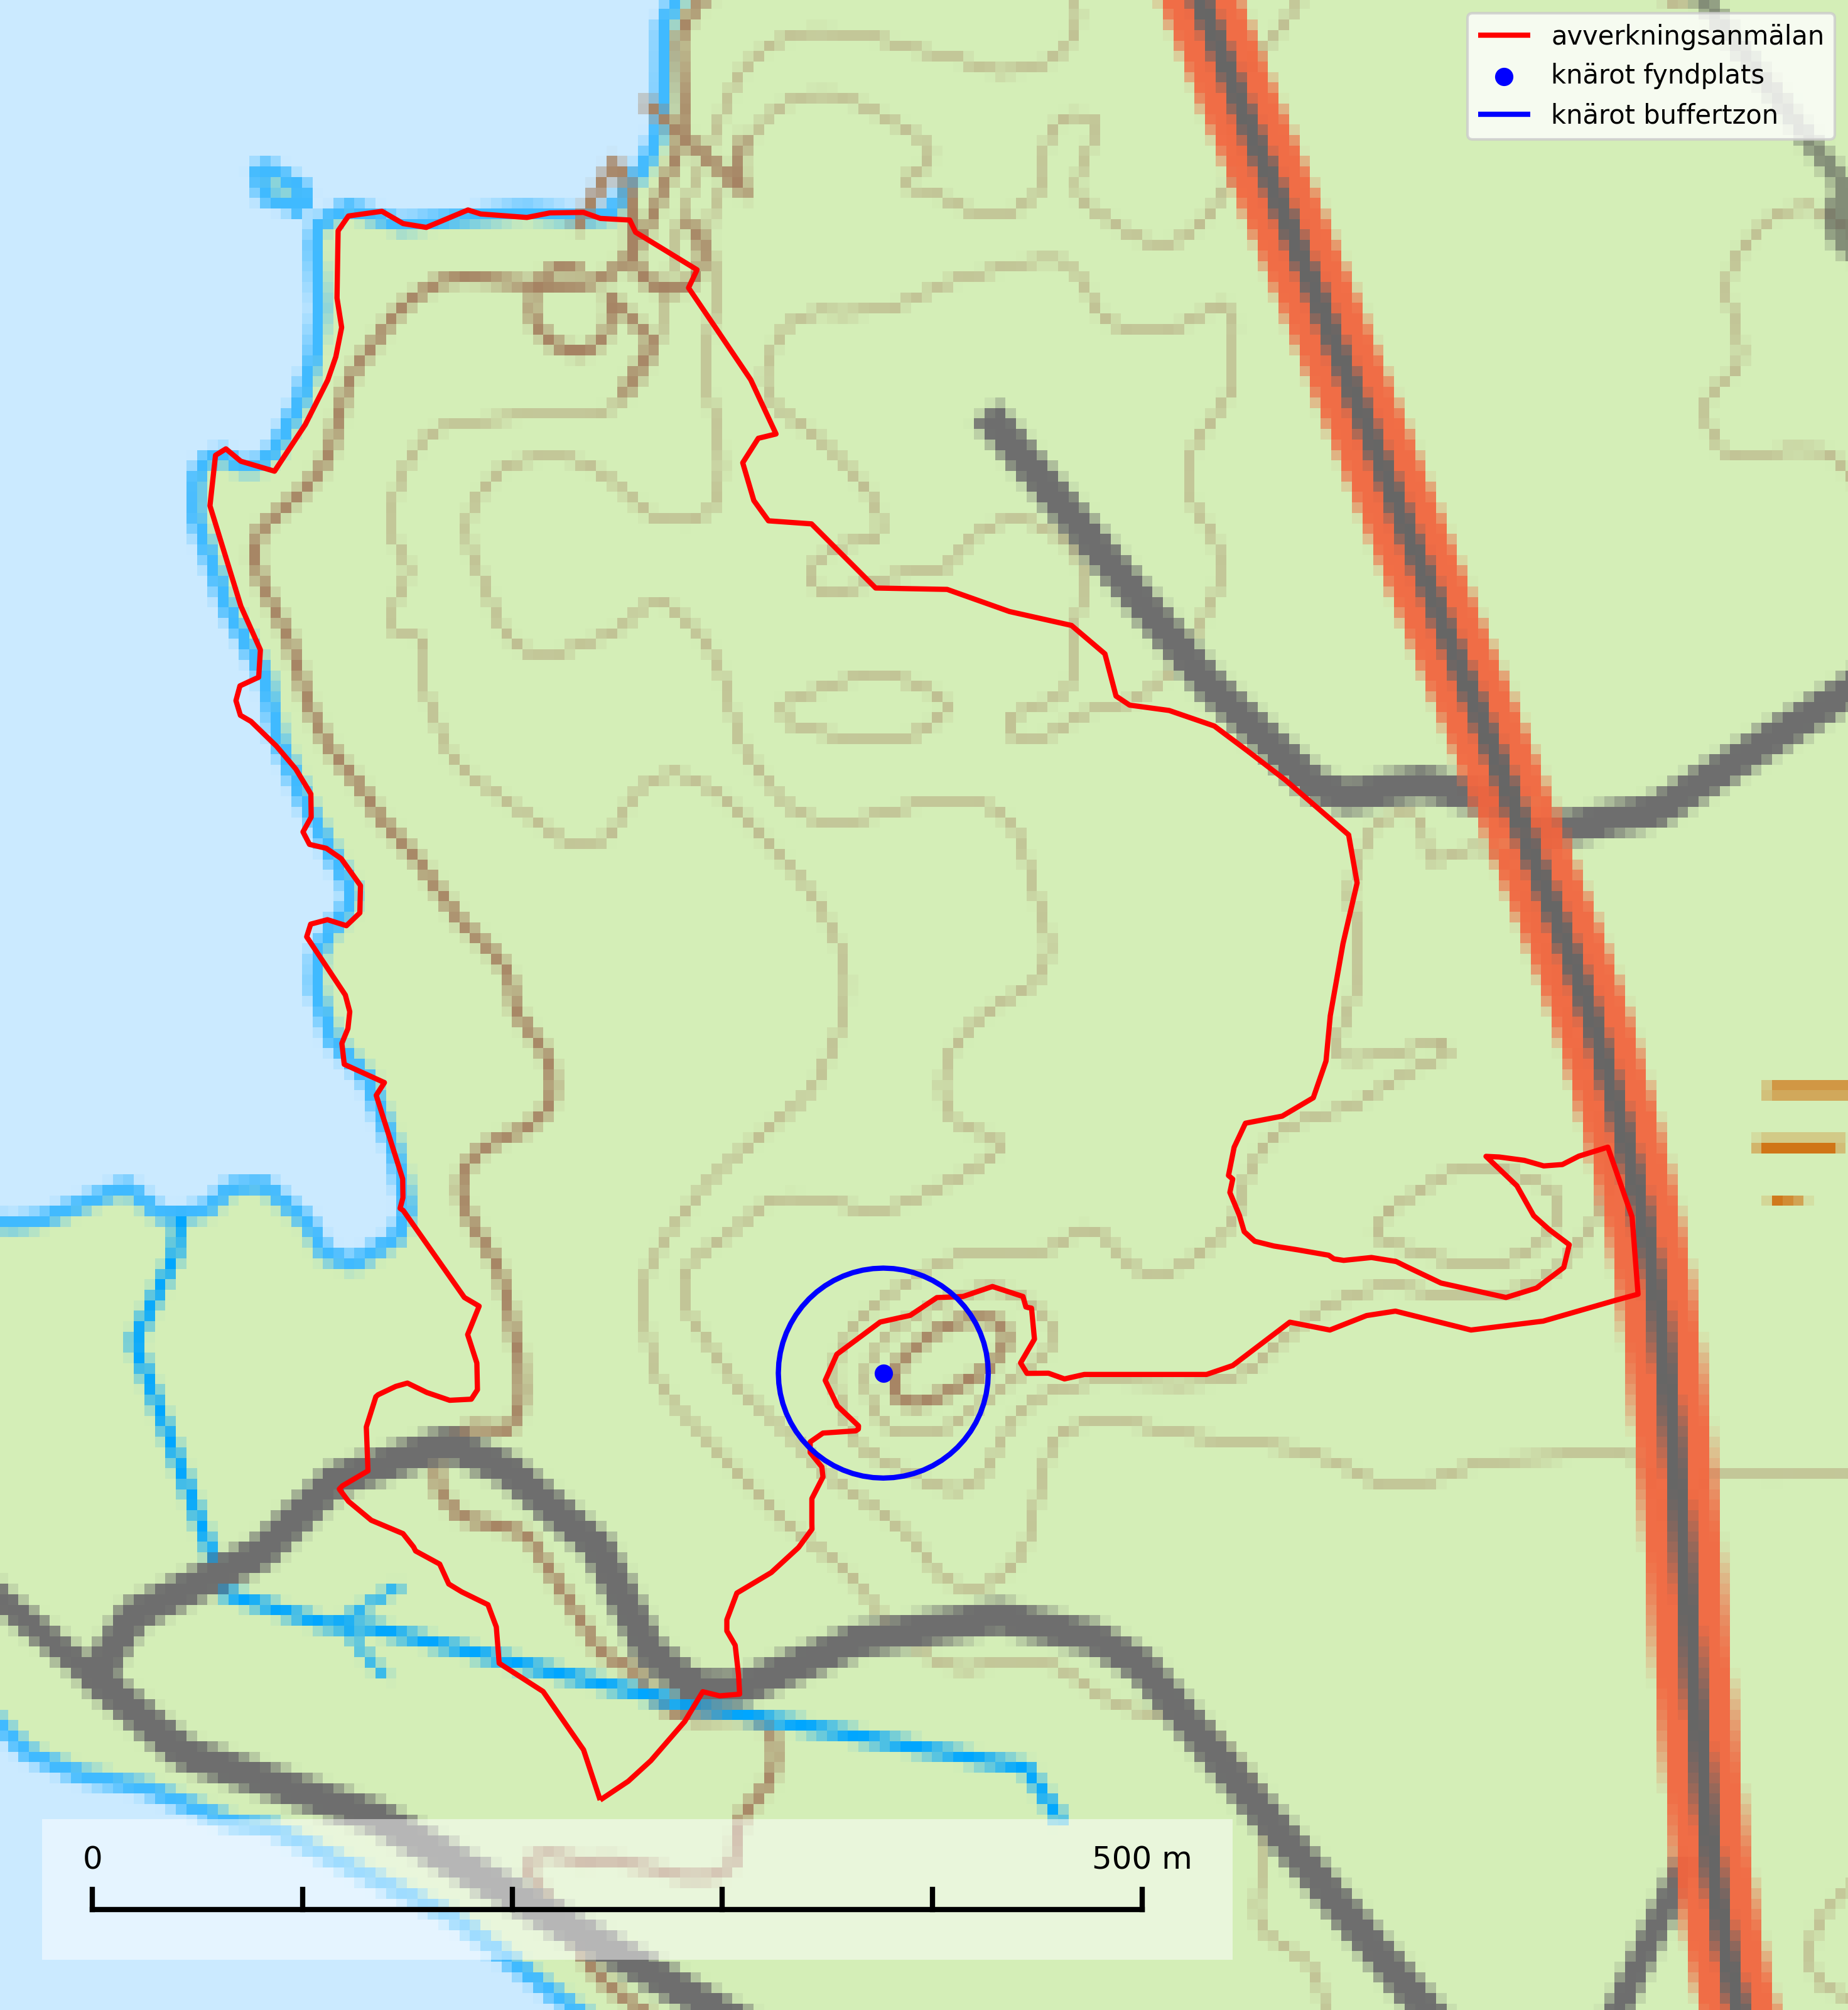 avverkningsanmälan
knärot fyndplats
knärot buffertzon
0
500 m